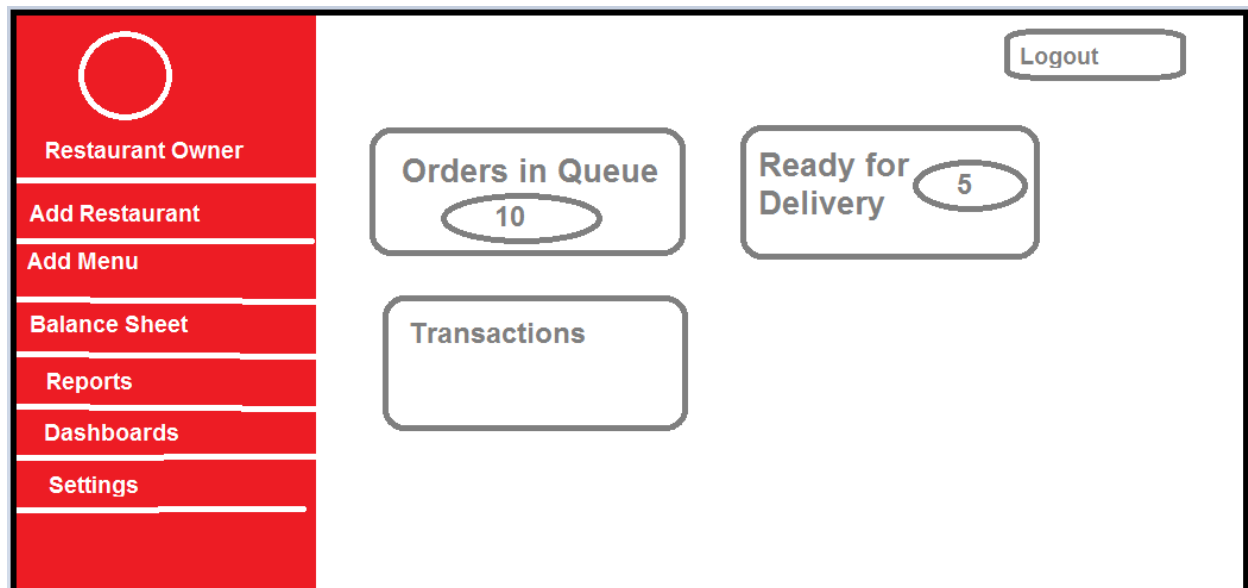 Logout
Restaurant Owner
Add Restaurant
Add Menu
Balance Sheet
Reports
Dashboards
Settings
Orders in Queue
10
Ready for
Delivery
5
Transactions